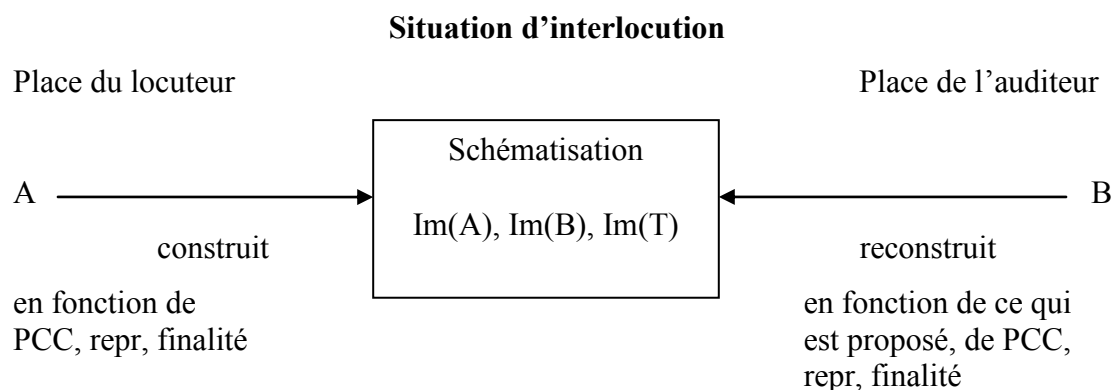 Situation d’interlocution
Place du locuteur
Place de l’auditeur
Schématisation
A
B
Im(A), Im(B), Im(T)
construit
reconstruit
en fonction de
PCC, repr, finalité
en fonction de ce qui
est proposé, de PCC,
repr, finalité